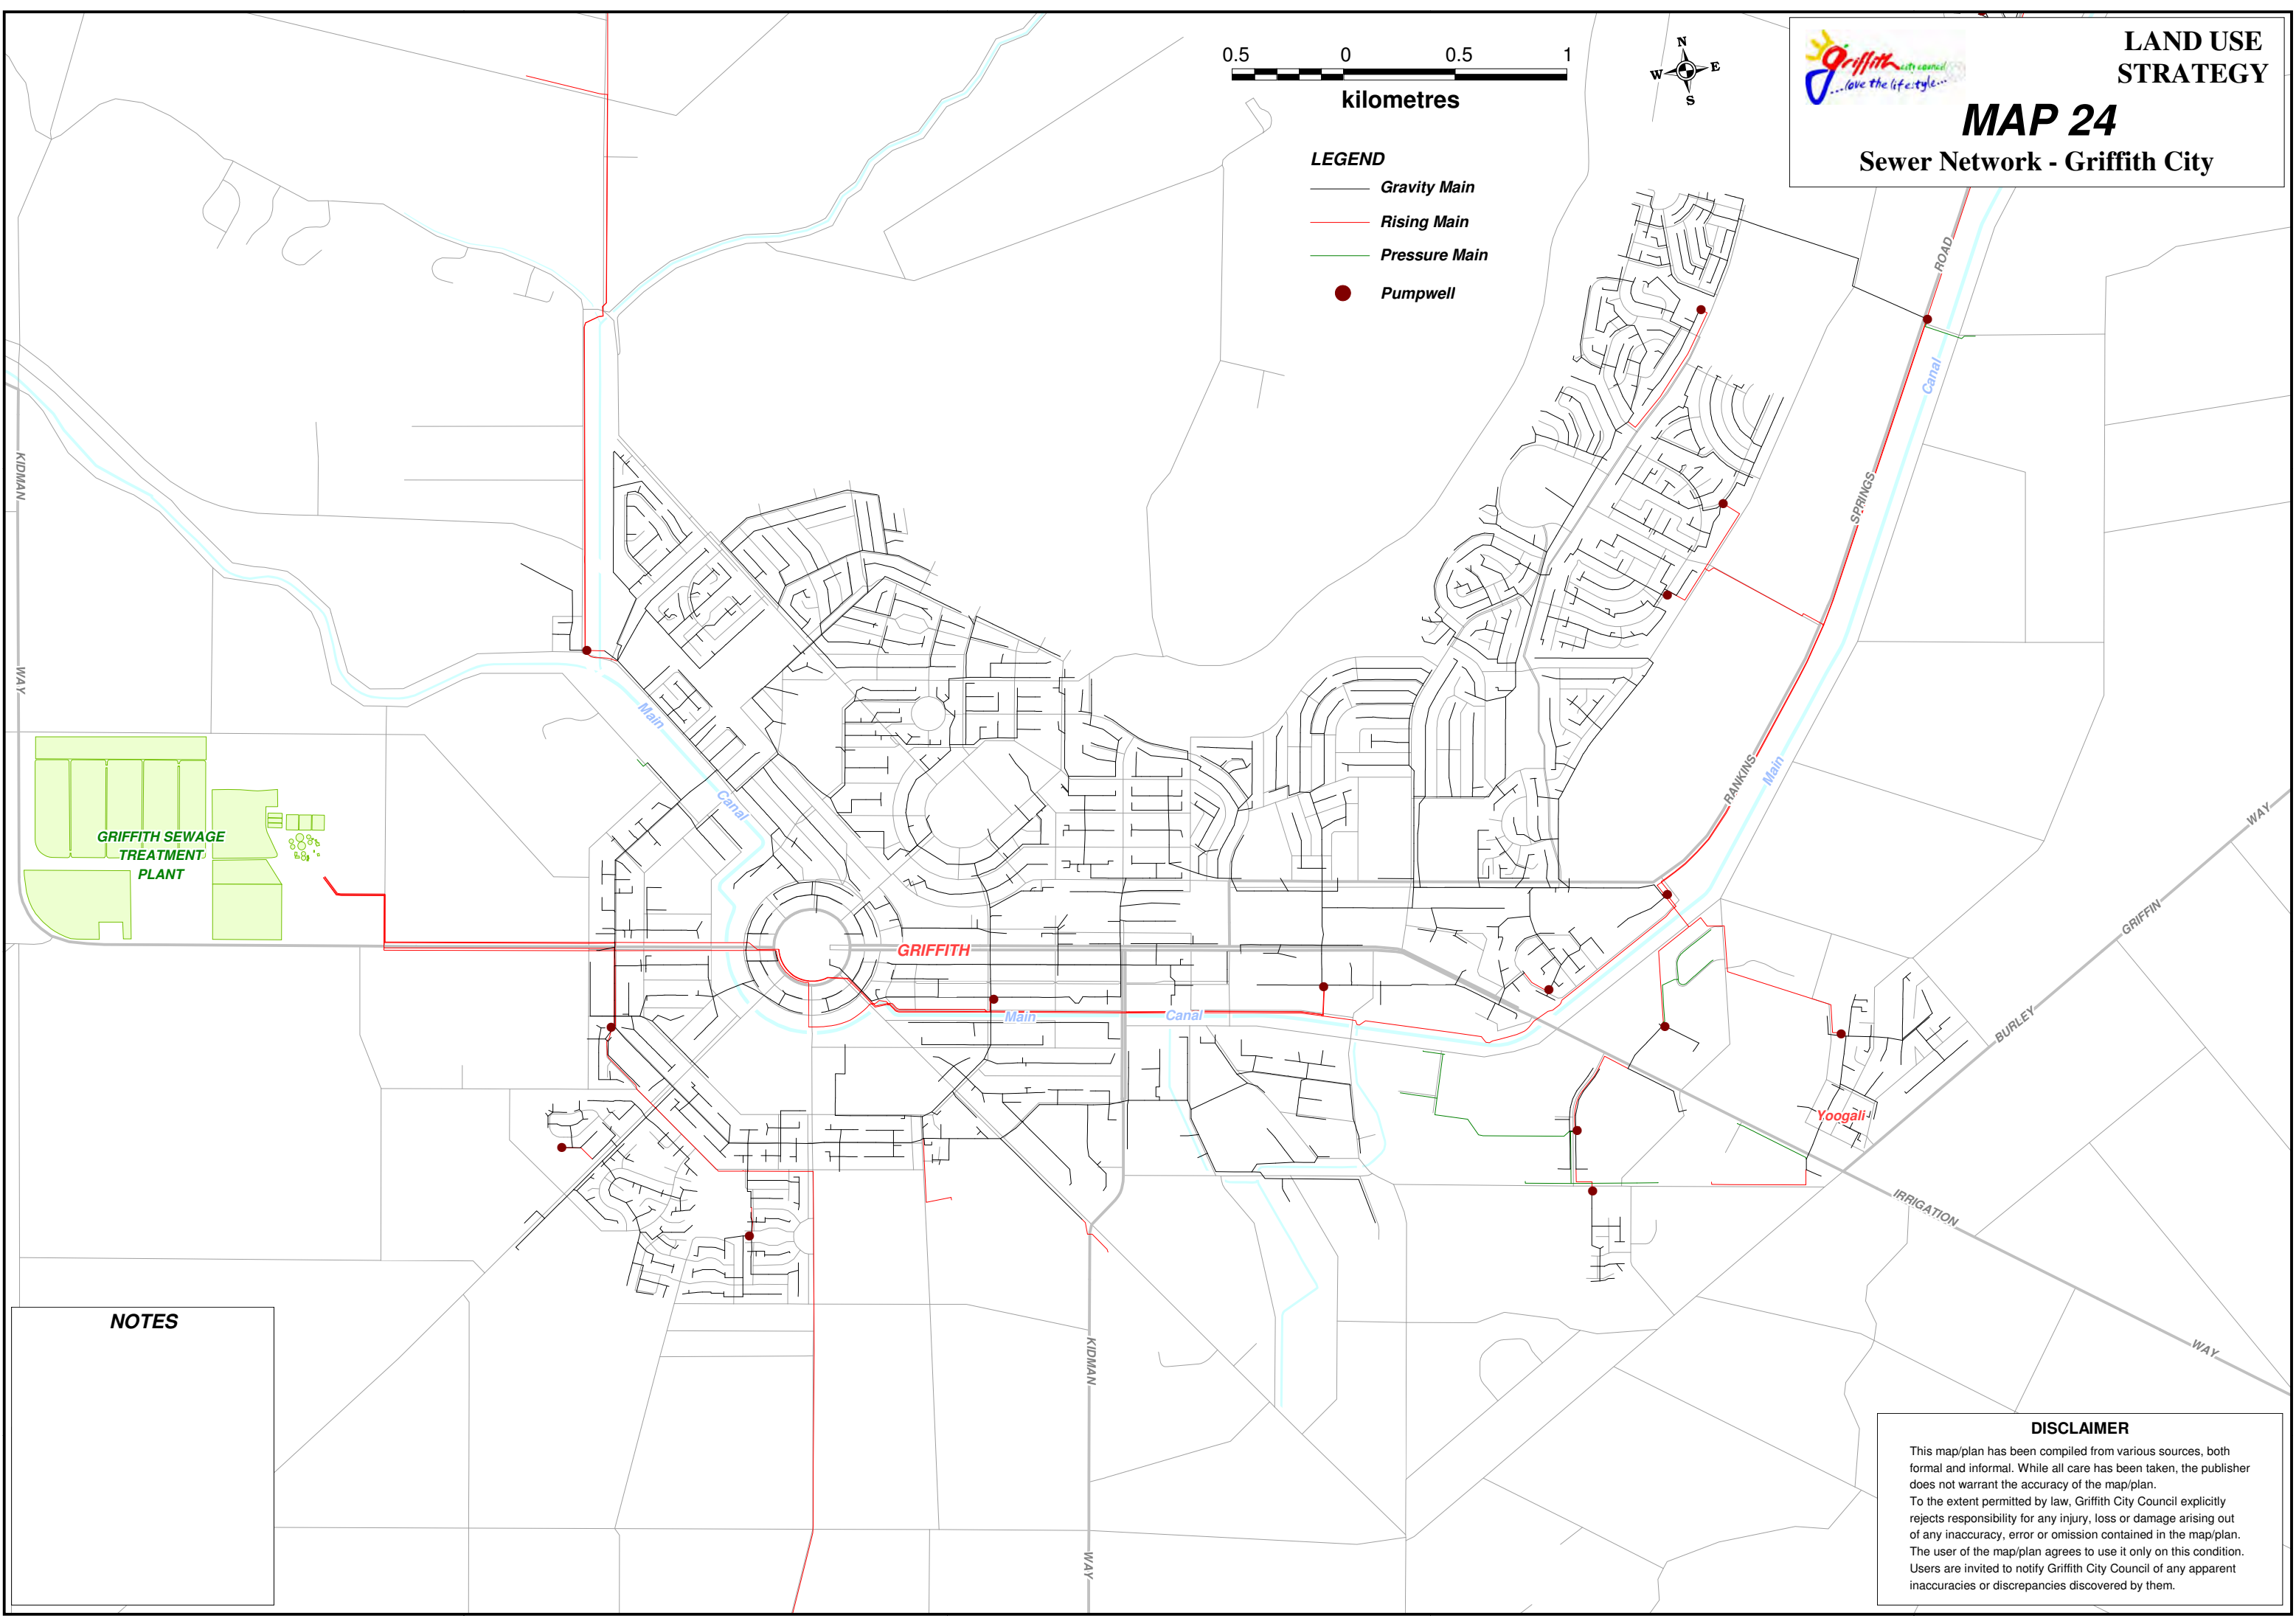 0.5 0 0.5 1
kilometres
N
W E
S
griffith city council
...love the lifestyle...
LAND USE
STRATEGY
MAP 24
Sewer Network - Griffith City
LEGEND
Gravity Main
Rising Main
Pressure Main
Pumpwell
ROAD
Canal
SPRINGS
KIDMAN
WAY
Main
Canal
RANKINS
Main
WAY
GRIFFIN
BURLEY
GRIFFITH SEWAGE
TREATMENT
PLANT
GRIFFITH
Main
Canal
Yoogali
IRRIGATION
WAY
KIDMAN
WAY
NOTES
DISCLAIMER
This map/plan has been compiled from various sources, both
formal and informal. While all care has been taken, the publisher
does not warrant the accuracy of the map/plan.
To the extent permitted by law, Griffith City Council explicitly
rejects responsibility for any injury, loss or damage arising out
of any inaccuracy, error or omission contained in the map/plan.
The user of the map/plan agrees to use it only on this condition.
Users are invited to notify Griffith City Council of any apparent
inaccuracies or discrepancies discovered by them.